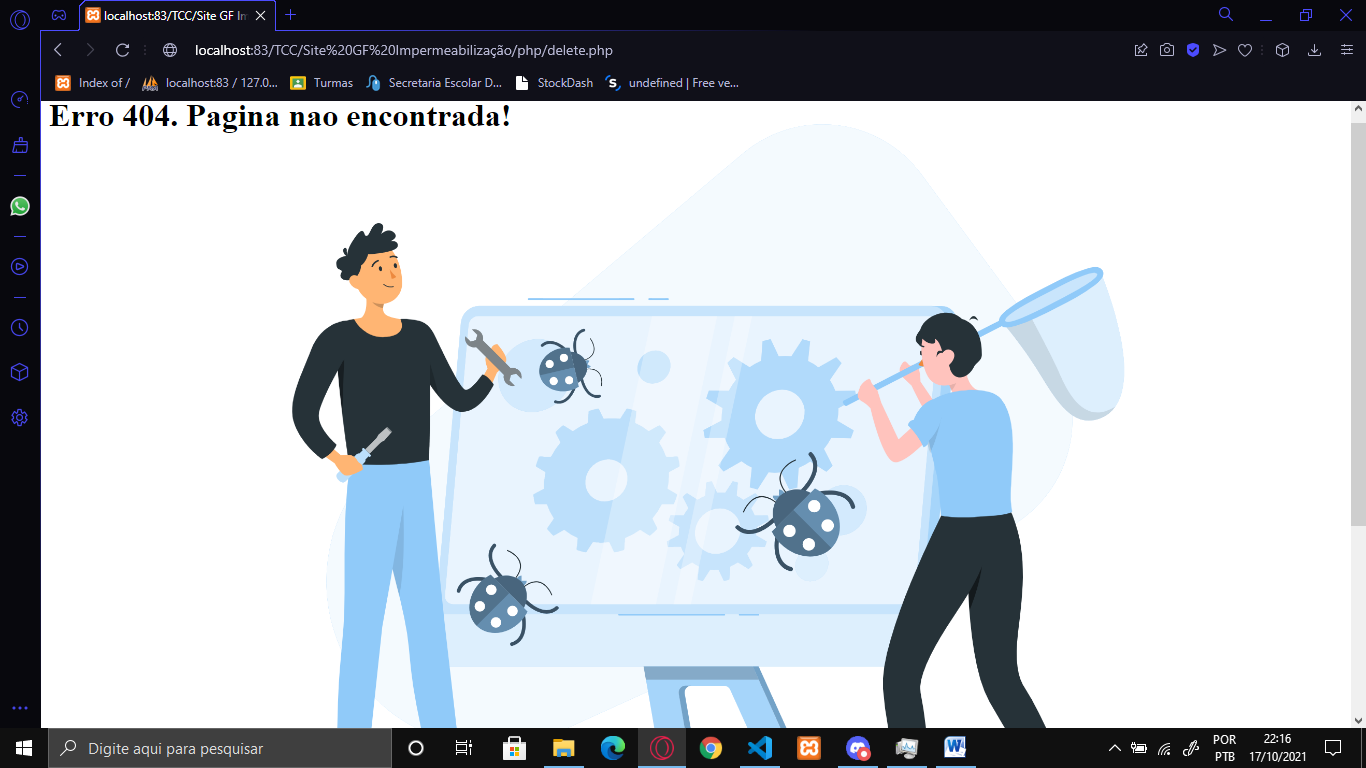 localhost:83/TCC/Site GF Im
localhost:83/TCC/Site%20GF%20Impermeabilização/php/delete.php
Index of /
localhost:83 / 127.0...
Turmas
Secretaria Escolar D...
StockDash
undefined | Free ve...
Erro 404. Pagina nao encontrada!
Digite aqui para pesquisar
POR
PTB
22:16
17/10/2021